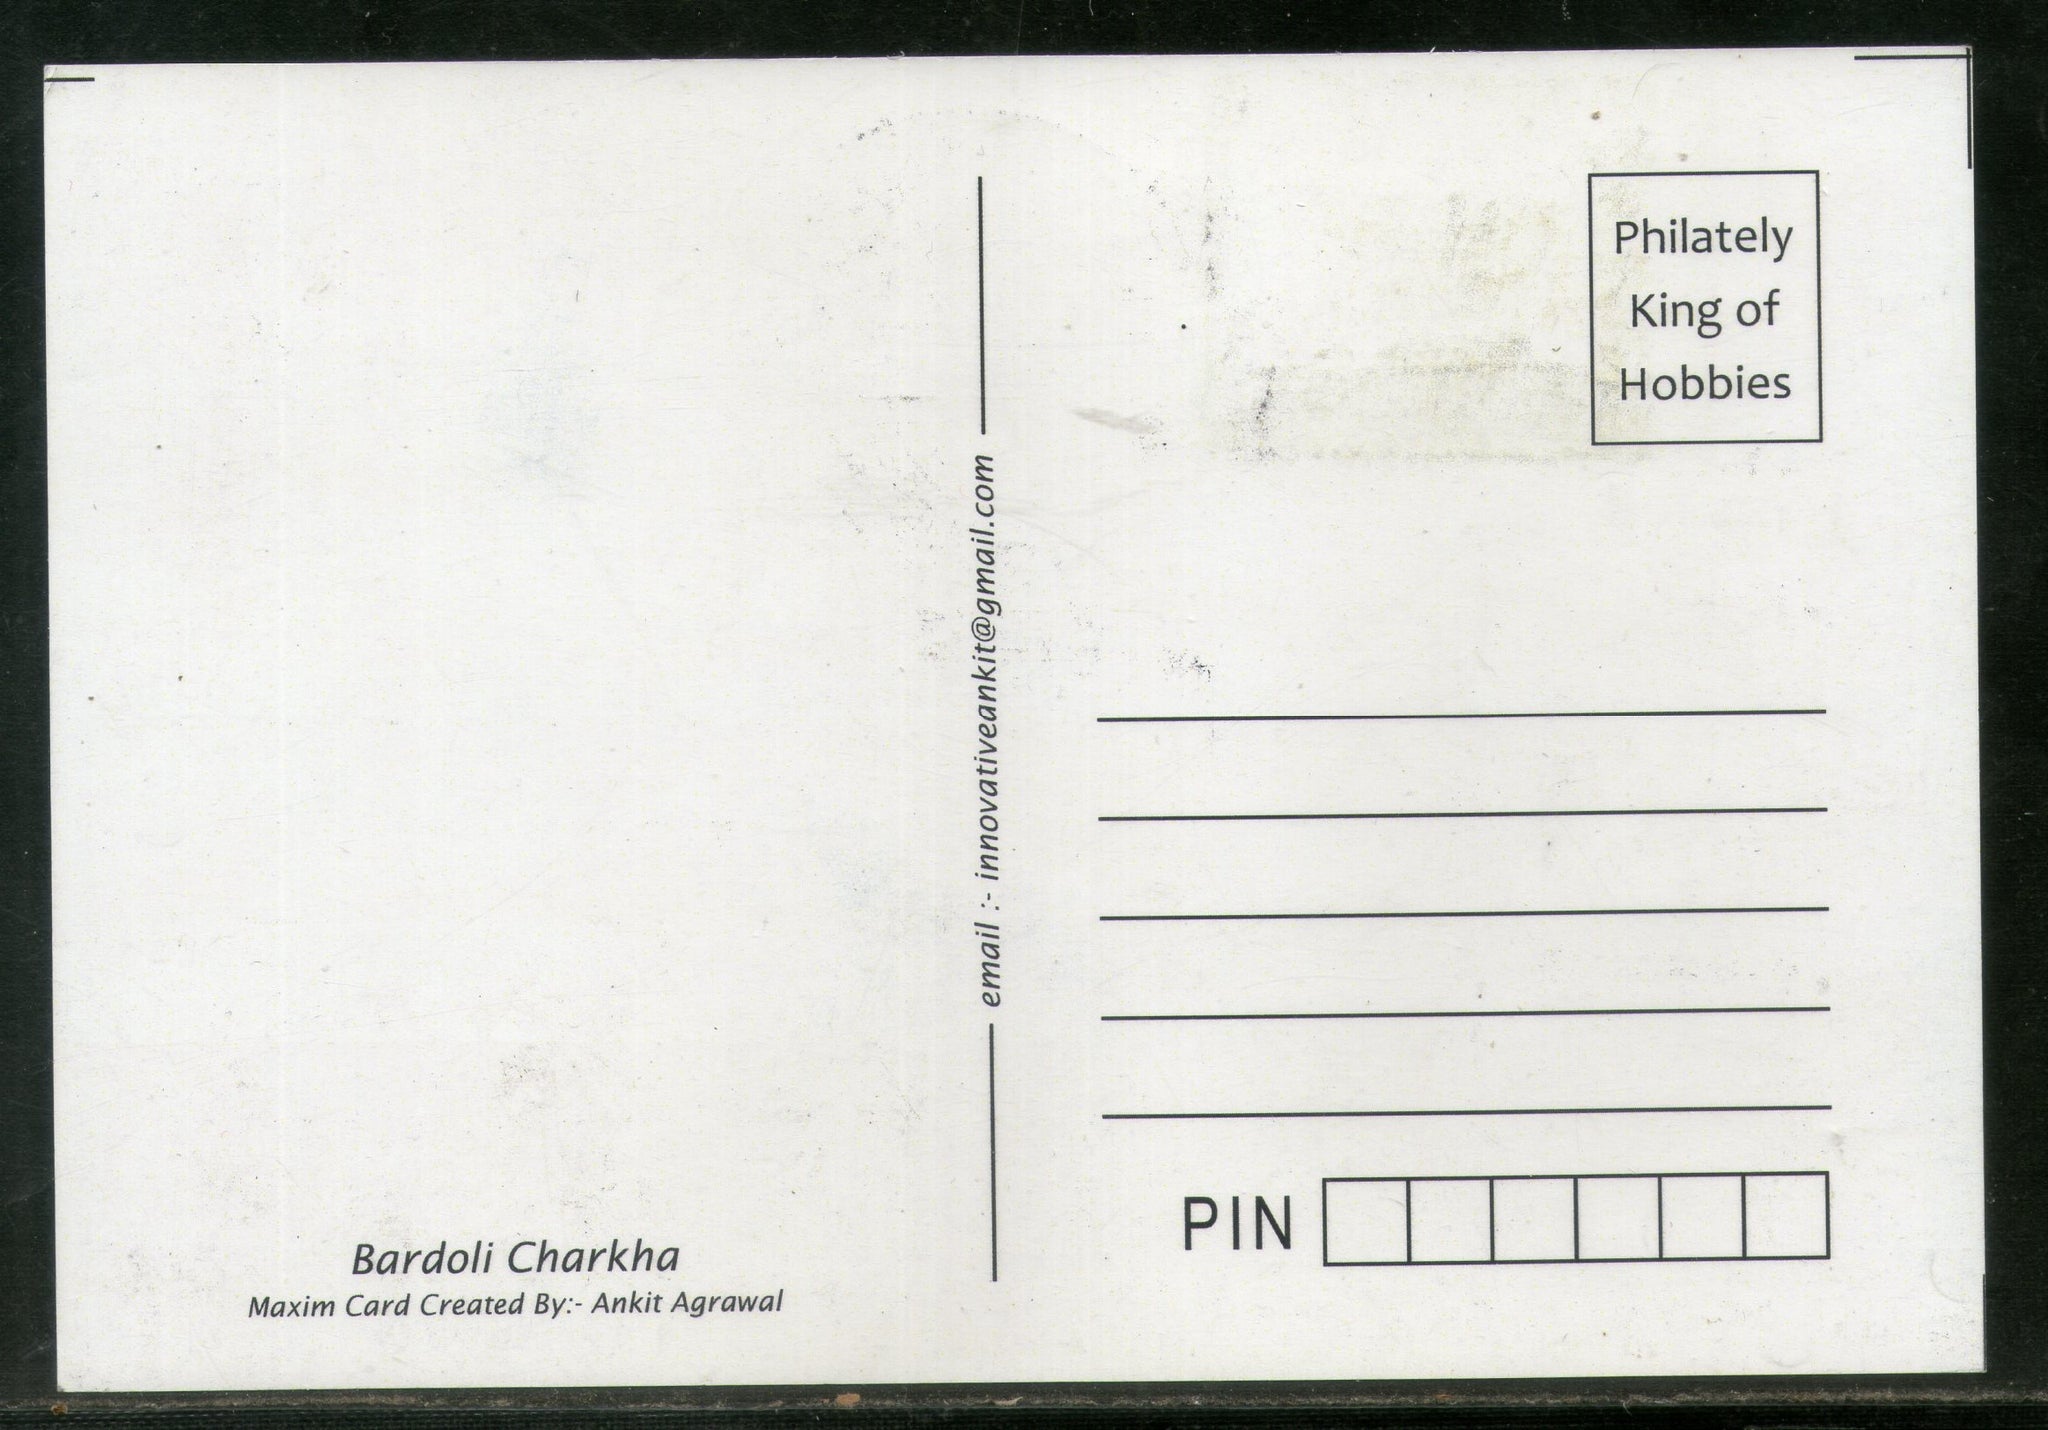 Philately
King of
Hobbies
email :- innovativeankit@gmail.com
PIN
Bardoli Charkha
Maxim Card Created By:- Ankit Agrawal